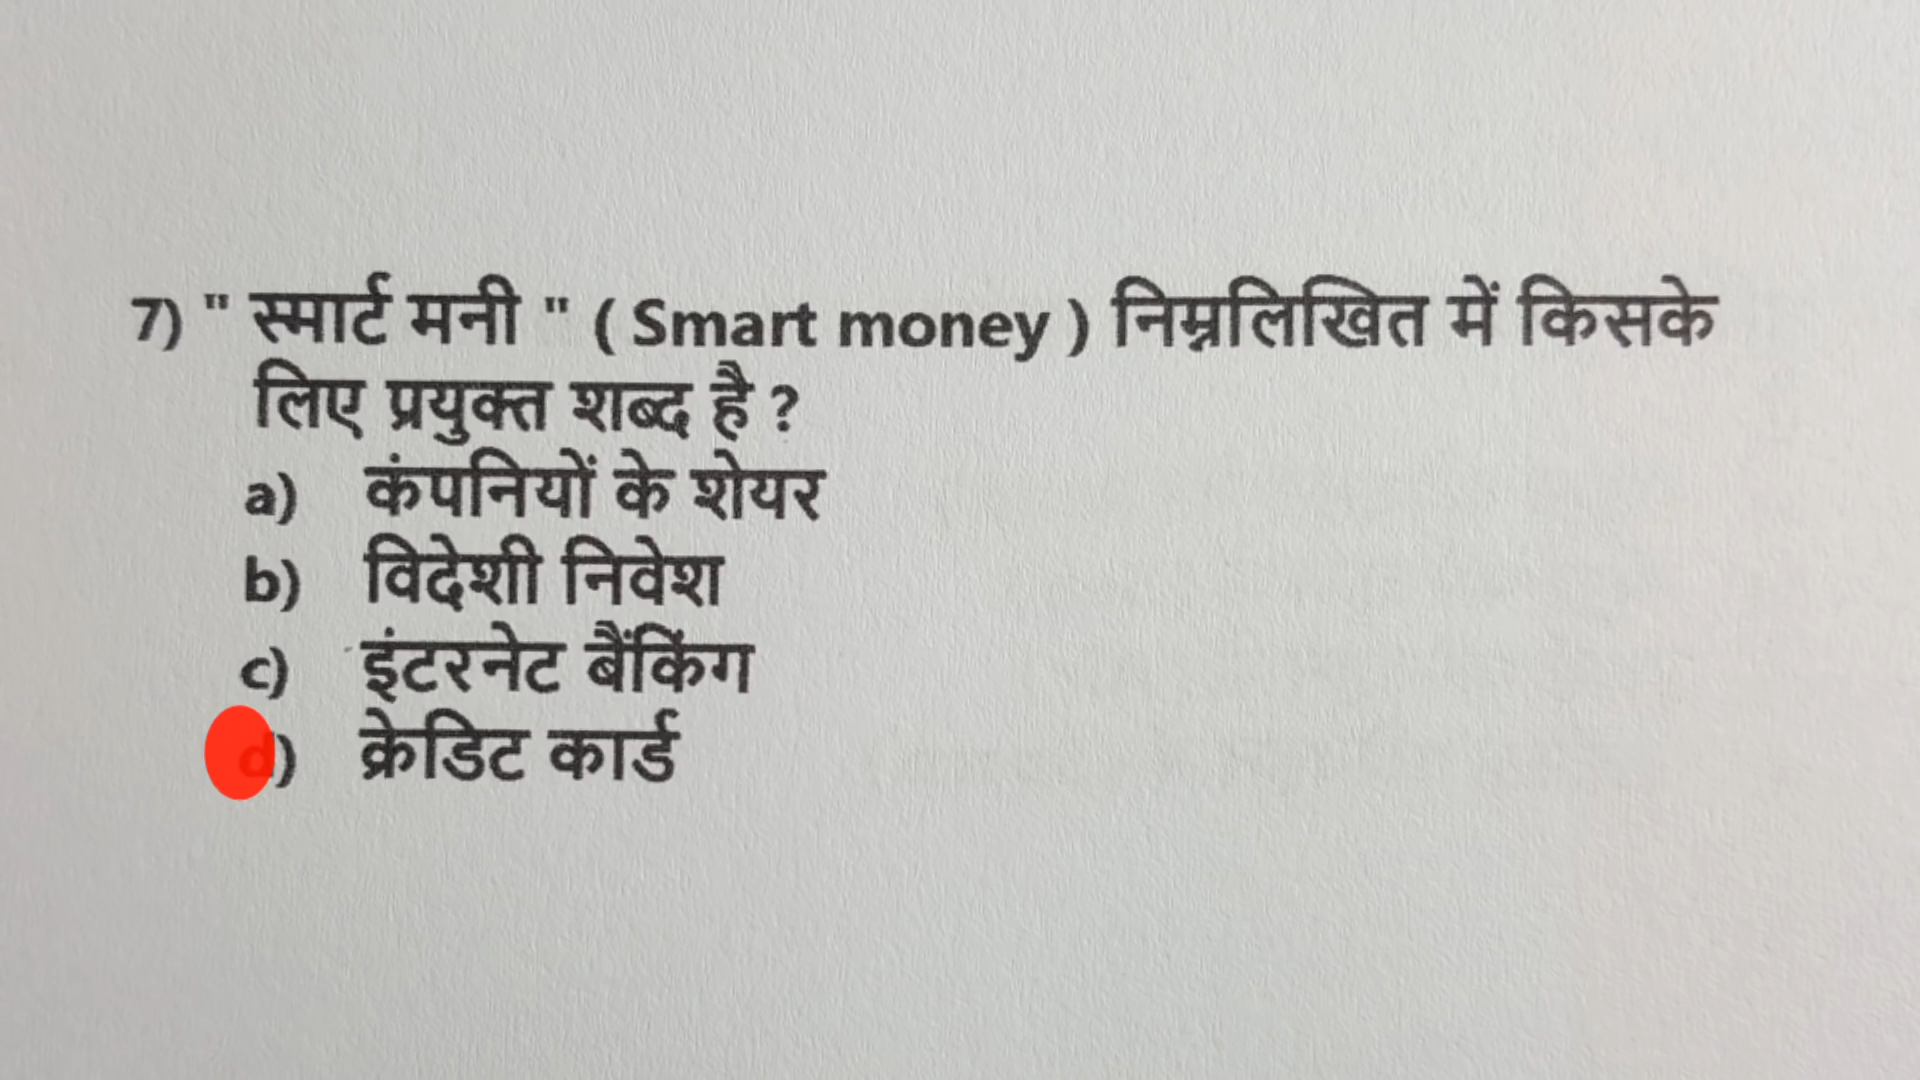 7) " स्मार्ट मनी " ( Smart money ) निम्नलिखित में किसके
लिए प्रयुक्त शब्द है ?
a) कंपनियों के शेयर
b) विदेशी निवेश
c) इंटरनेट बैंकिंग
d) क्रेडिट कार्ड